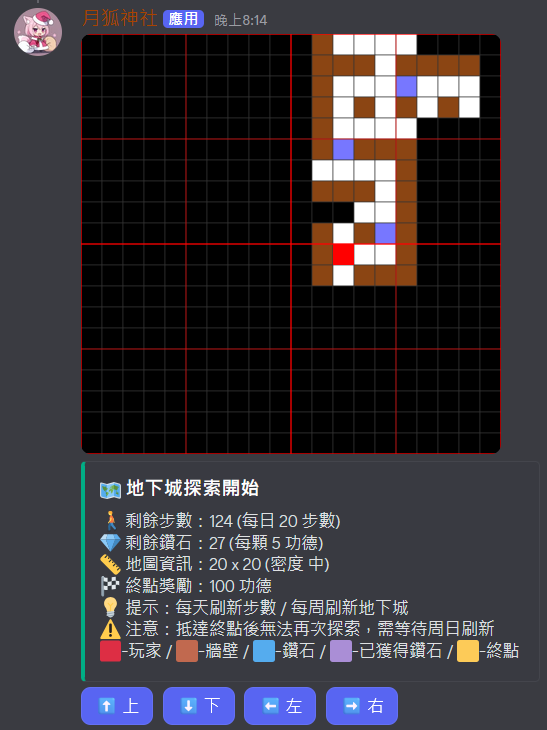 月狐神社 應用 晚上8:14
地下城探索開始
剩餘步數：124 (每日 20 步數)
剩餘鑽石：27 (每顆 5 功德)
地圖資訊：20 x 20 (密度 中)
終點獎勵：100 功德
提示：每天刷新步數 / 每周刷新地下城
注意：抵達終點後無法再次探索，需等待周日刷新
-玩家 / -牆壁 / -鑽石 / -已獲得鑽石 / -終點
上 下 左 右